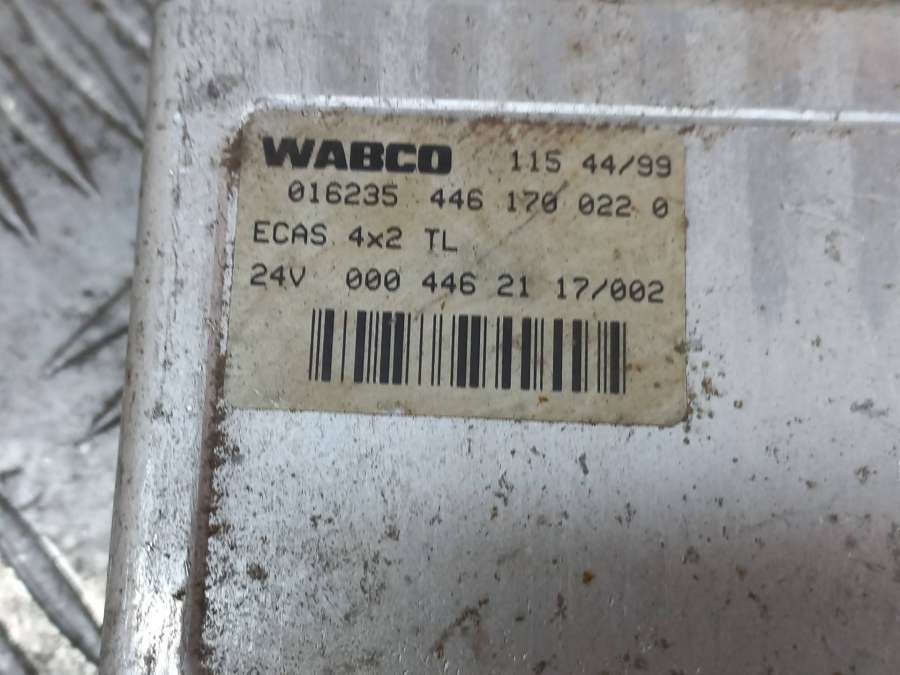 WABCO 115 44/99
016235 446 170 022 0
ECAS 4x2 TL
24V 000 446 21 17/002